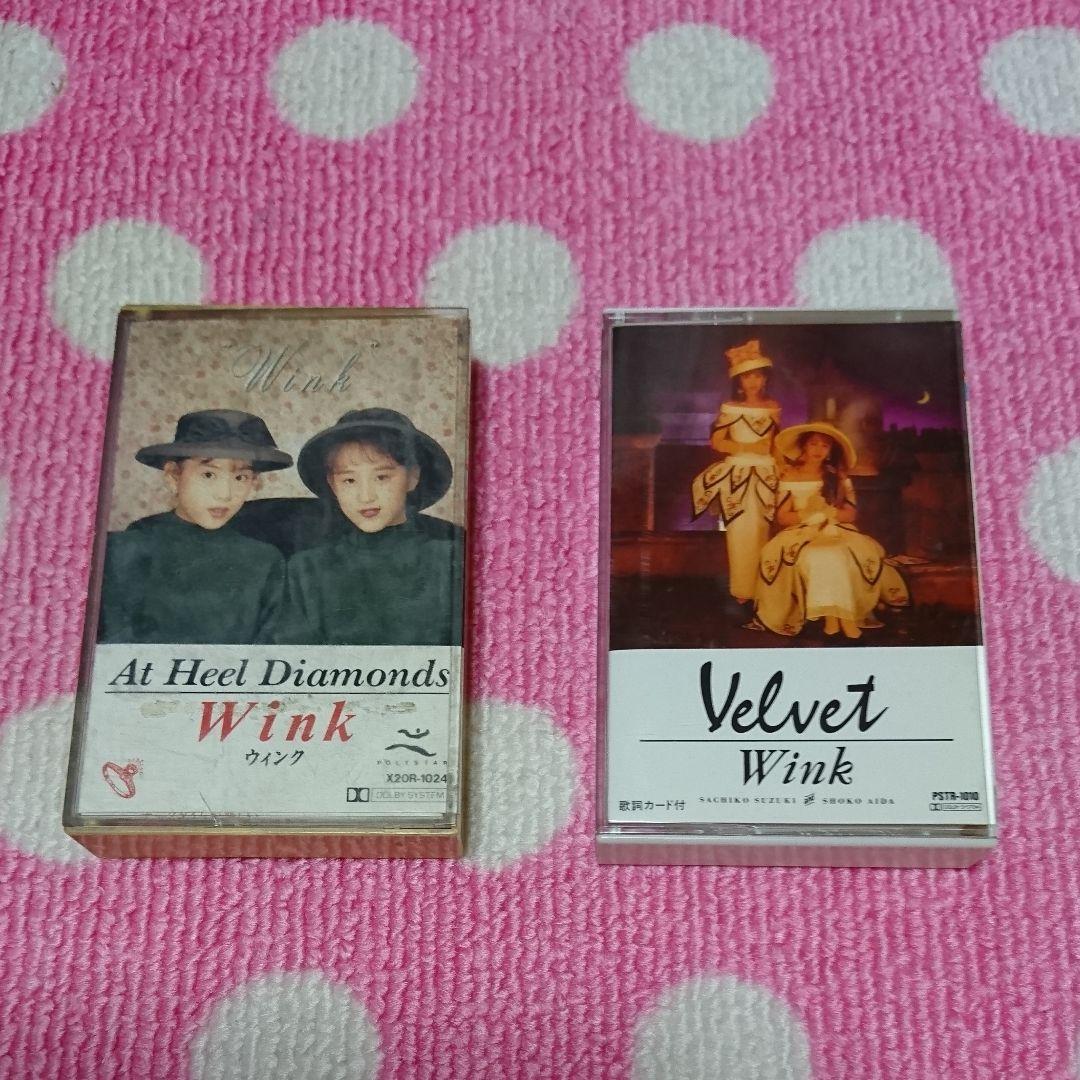 "Wink"
At Heel Diamonds
Wink
ウィンク
POLYSTAR
X20R-1024
DOLBY SYSTEM
Velvet
Wink
SACHIKO SUZUKI AND SHOKO AIDA
歌詞カード付
PSTR-1010